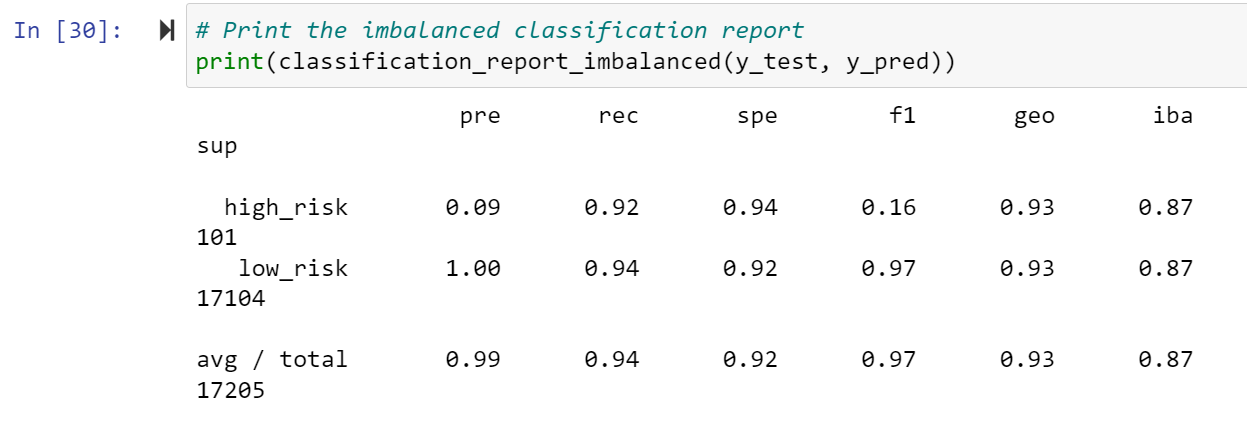 In [30]: # Print the imbalanced classification report
print(classification_report_imbalanced(y_test, y_pred))
pre rec spe f1 geo iba
sup
high_risk 0.09 0.92 0.94 0.16 0.93 0.87
101
low_risk 1.00 0.94 0.92 0.97 0.93 0.87
17104
avg / total 0.99 0.94 0.92 0.97 0.93 0.87
17205